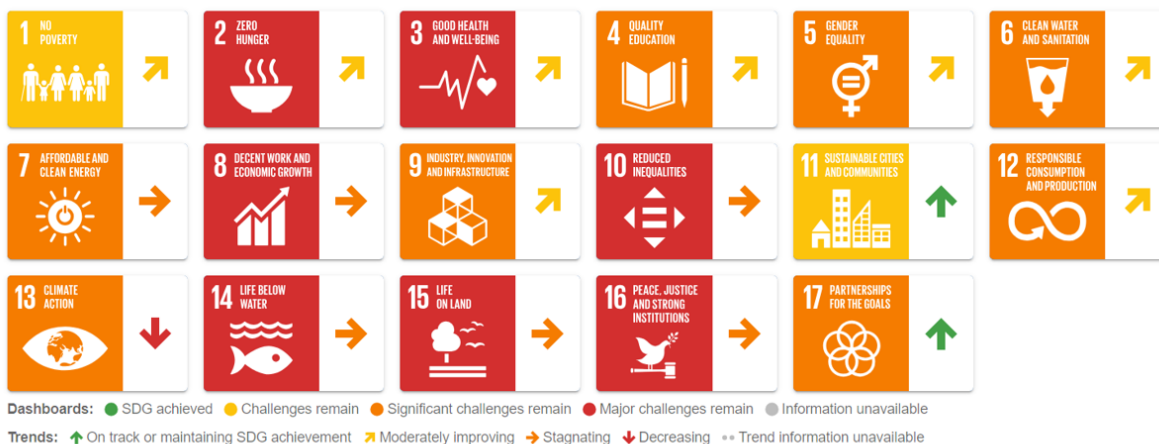 1 NO
POVERTY
2 ZERO
HUNGER
3 GOOD HEALTH
AND WELL-BEING
4 QUALITY
EDUCATION
5 GENDER
EQUALITY
6 CLEAN WATER
AND SANITATION
7 AFFORDABLE AND
CLEAN ENERGY
8 DECENT WORK AND
ECONOMIC GROWTH
9 INDUSTRY, INNOVATION
AND INFRASTRUCTURE
10 REDUCED
INEQUALITIES
11 SUSTAINABLE CITIES
AND COMMUNITIES
12 RESPONSIBLE
CONSUMPTION
AND PRODUCTION
13 CLIMATE
ACTION
14 LIFE BELOW
WATER
15 LIFE
ON LAND
16 PEACE, JUSTICE
AND STRONG
INSTITUTIONS
17 PARTNERSHIPS
FOR THE GOALS
Dashboards: SDG achieved Challenges remain Significant challenges remain Major challenges remain Information unavailable
Trends: On track or maintaining SDG achievement Moderately improving Stagnating Decreasing Trend information unavailable